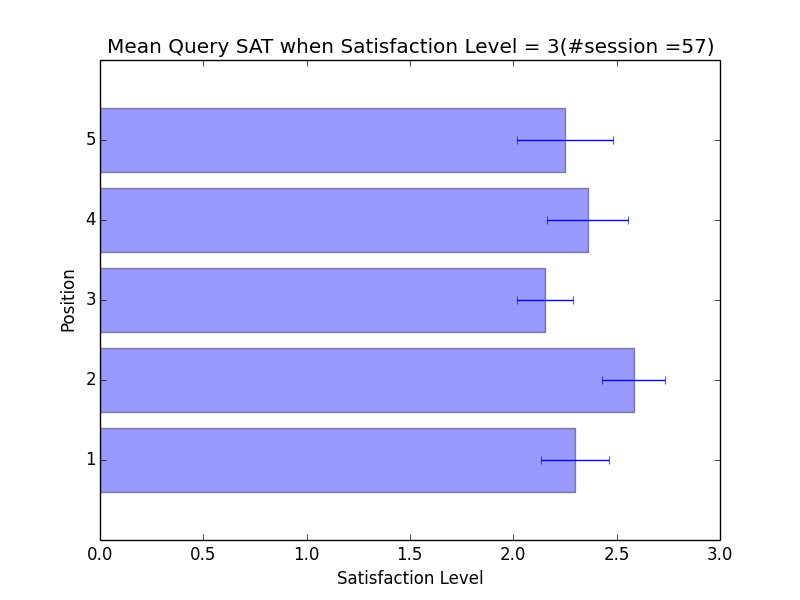 Mean Query SAT when Satisfaction Level = 3(#session =57)
5
4
3
2
1
Position
0.0 0.5 1.0 1.5 2.0 2.5 3.0
Satisfaction Level